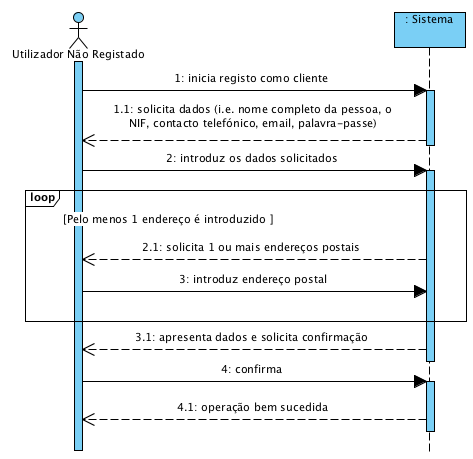 : Sistema
Utilizador Não Registado
1: inicia registo como cliente
1.1: solicita dados (i.e. nome completo da pessoa, o
NIF, contacto telefónico, email, palavra-passe)
2: introduz os dados solicitados
loop
[Pelo menos 1 endereço é introduzido ]
2.1: solicita 1 ou mais endereços postais
3: introduz endereço postal
3.1: apresenta dados e solicita confirmação
4: confirma
4.1: operação bem sucedida